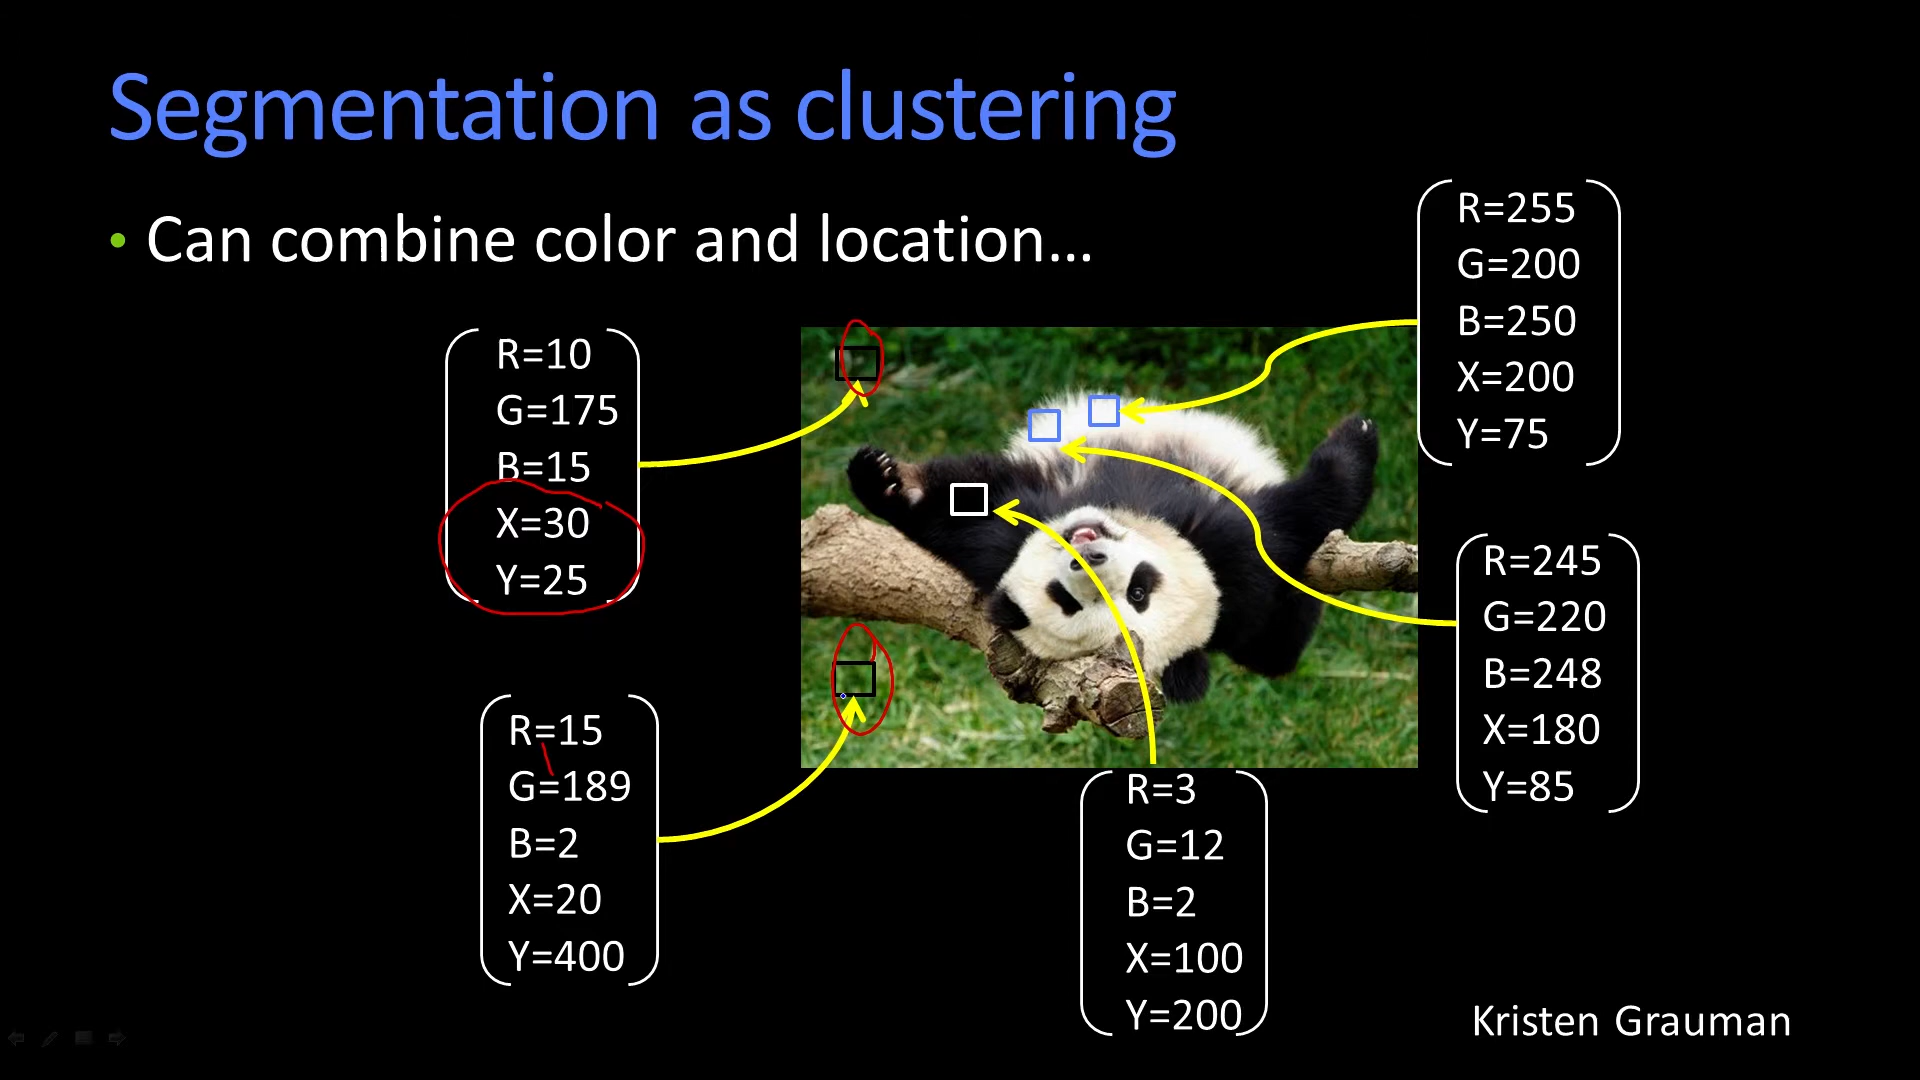 Segmentation as clustering
• Can combine color and location...
R=10
G=175
B=15
X=30
Y=25
R=255
G=200
B=250
X=200
Y=75
R=15
G=189
B=2
X=20
Y=400
R=3
G=12
B=2
X=100
Y=200
R=245
G=220
B=248
X=180
Y=85
Kristen Grauman